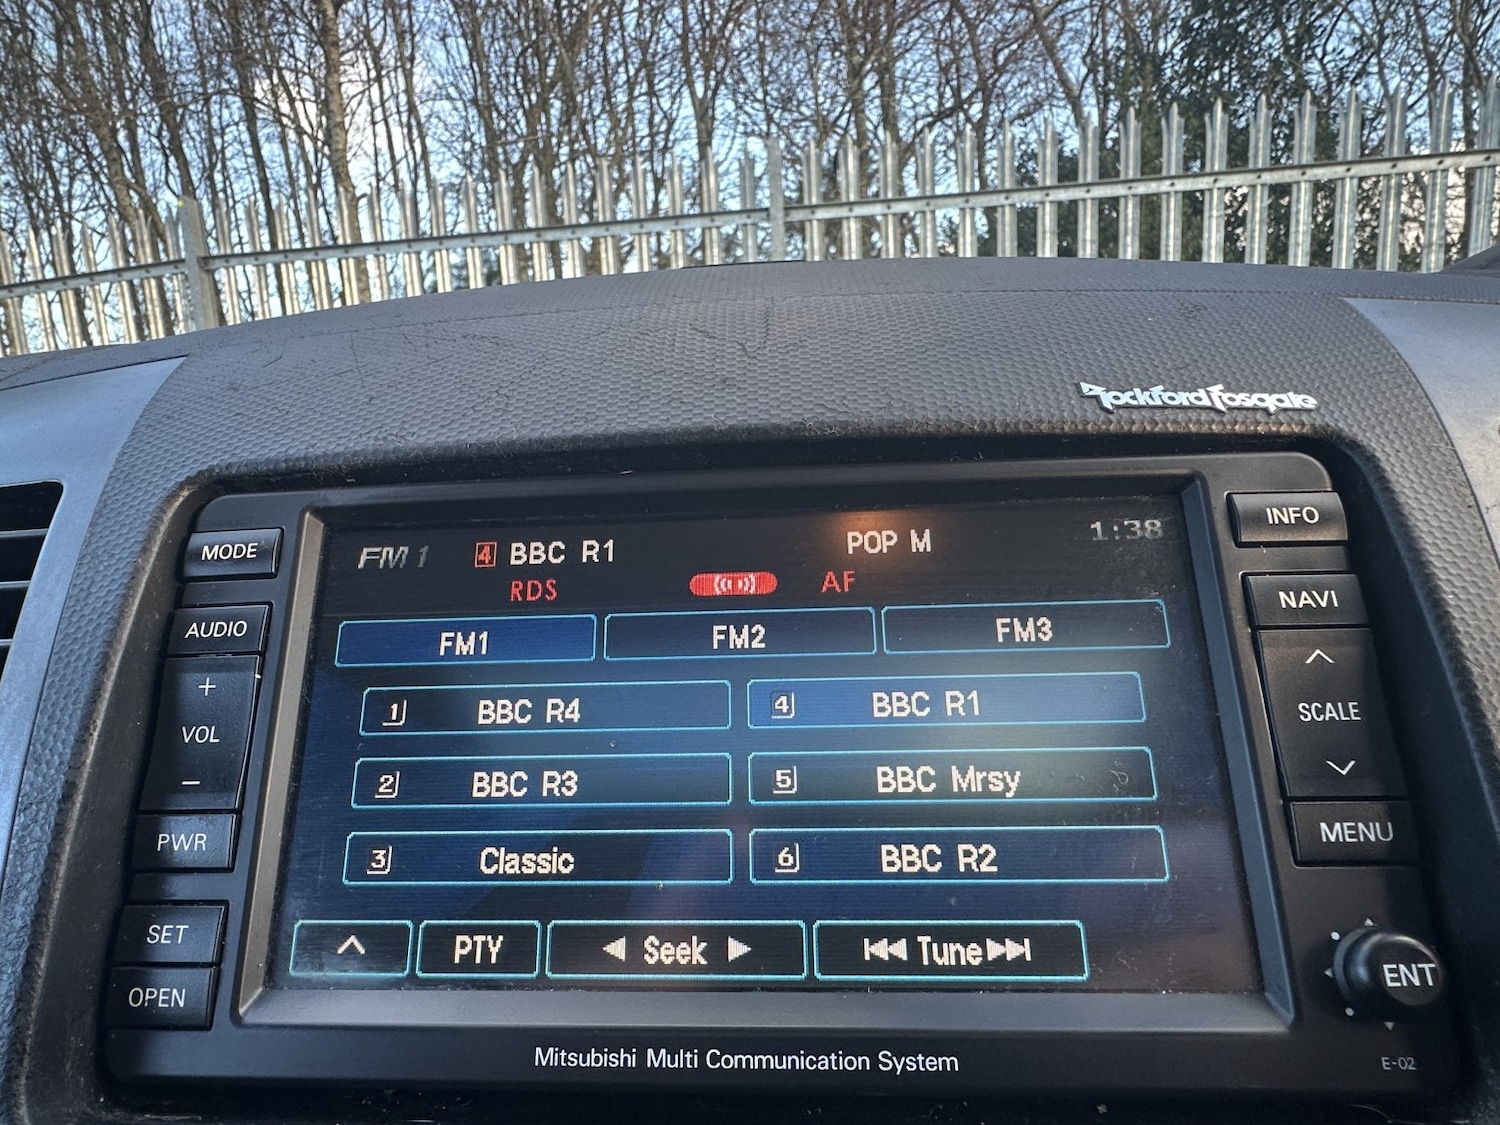 Rockford Fosgate
MODE
AUDIO
+
VOL
−
PWR
SET
OPEN
FM 1 4 BBC R1 POP M 1:38
RDS AF
FM1 FM2 FM3
1 BBC R4 4 BBC R1
2 BBC R3 5 BBC Mrsy
3 Classic 6 BBC R2
PTY Seek Tune
INFO
NAVI
SCALE
MENU
ENT
Mitsubishi Multi Communication System
E-02